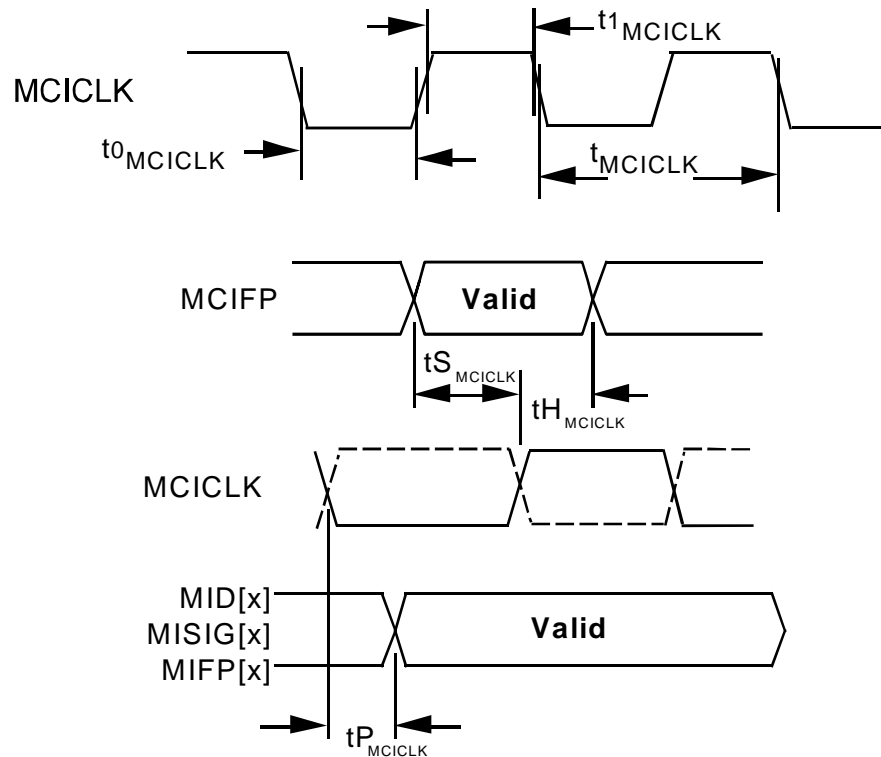 t1MCICLK
MCICLK
t0MCICLK
tMCICLK
MCIFP
Valid
tSMCICLK
tHMCICLK
MCICLK
MID[x]
MISIG[x]
Valid
MIFP[x]
tPMCICLK